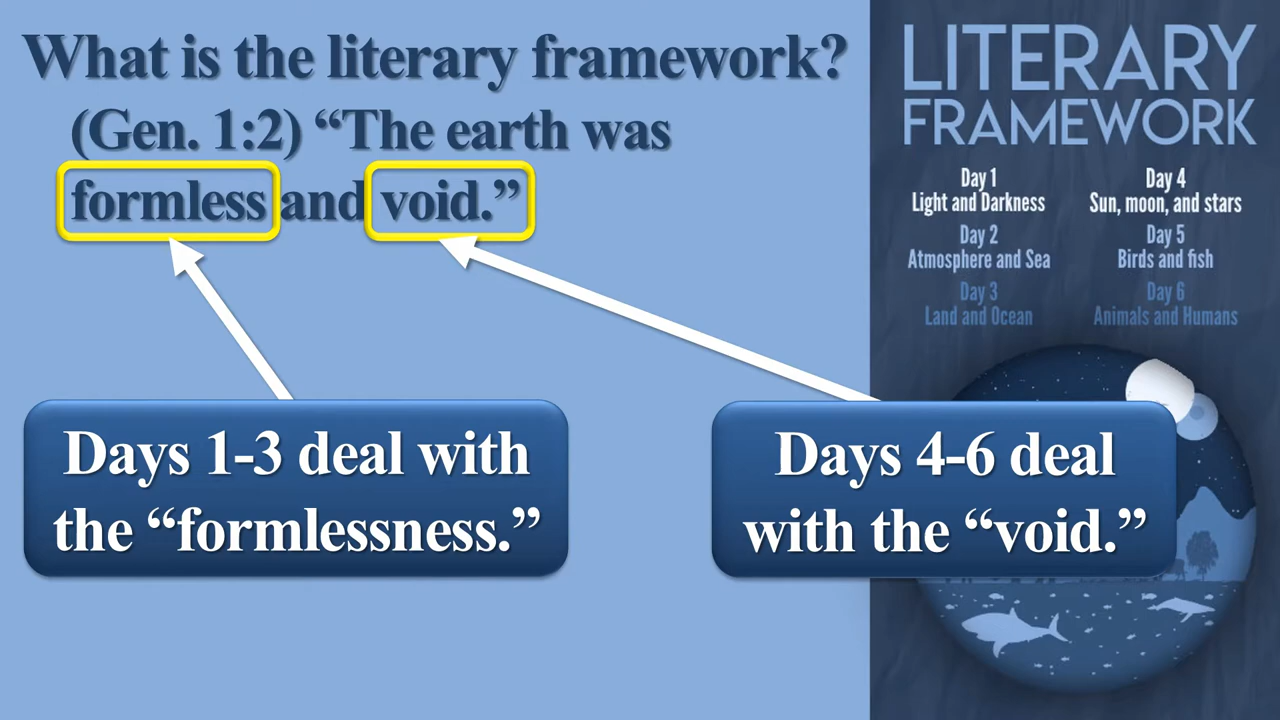 What is the literary framework?
(Gen. 1:2) “The earth was
formless and void.”
Days 1-3 deal with
the “formlessness.”
Days 4-6 deal
with the “void.”
LITERARY
FRAMEWORK
Day 1
Light and Darkness
Day 2
Atmosphere and Sea
Day 3
Land and Ocean
Day 4
Sun, moon, and stars
Day 5
Birds and fish
Day 6
Animals and Humans